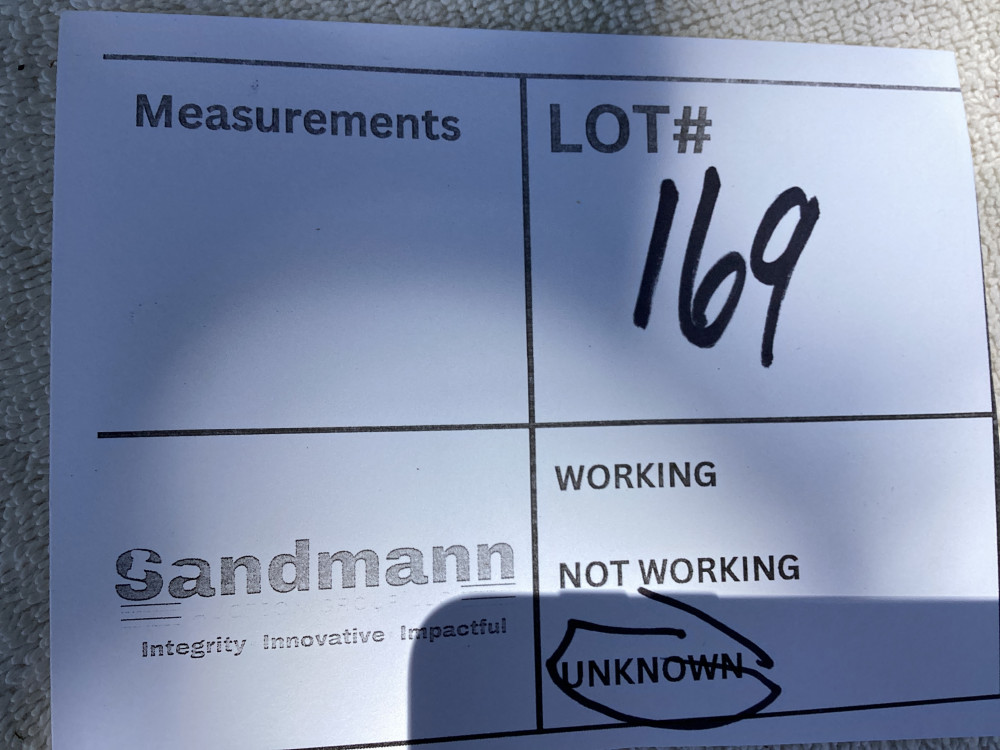 Measurements
LOT#
169
WORKING
NOT WORKING
UNKNOWN
Sandmann
Integrity Innovative Impactful